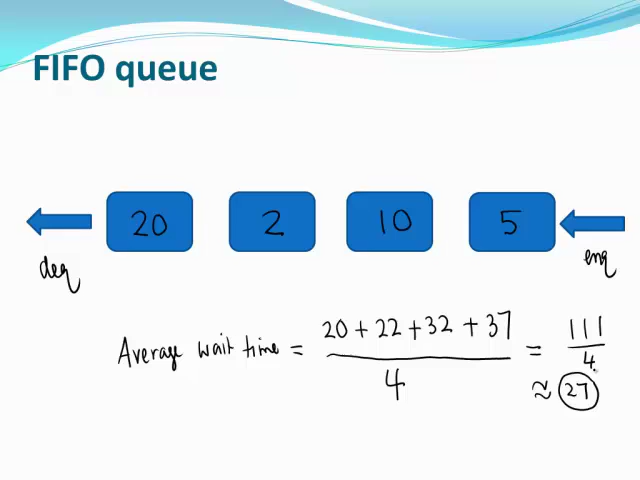 FIFO queue
20 2 10 5
deq
enq
Average wait time = 20 + 22 + 32 + 37 / 4 = 111 / 4
≈ 27